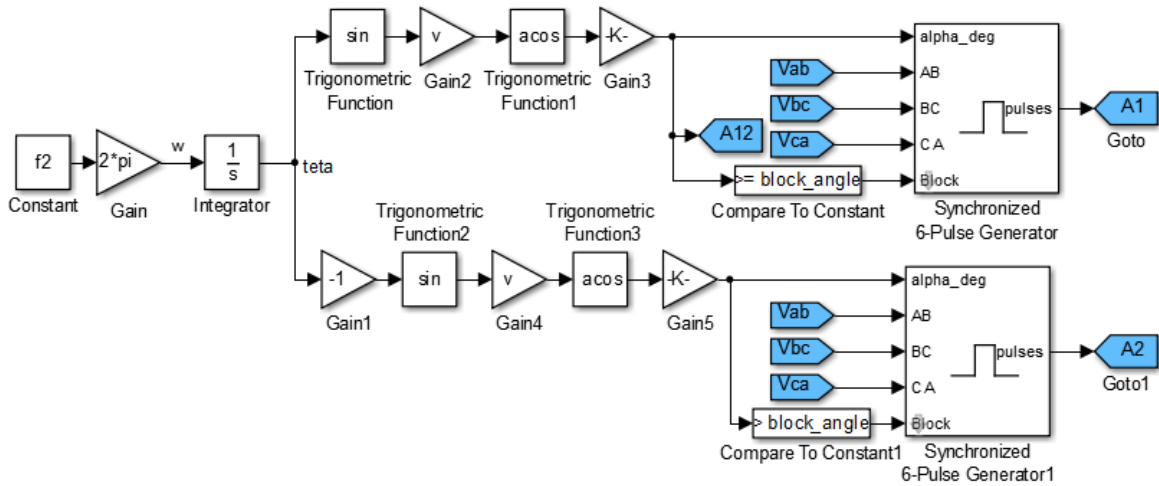 sin
Trigonometric
Function
v
Gain2
acos
Trigonometric
Function1
-K-
Gain3
alpha_deg
Vab
AB
Vbc
BC
Vca
CA
A12
>= block_angle
Compare To Constant
Block
pulses
Synchronized
6-Pulse Generator
A1
Goto
f2
Constant
2*pi
Gain
w
1
s
Integrator
teta
-1
Gain1
Trigonometric
Function2
sin
v
Gain4
Trigonometric
Function3
acos
-K-
Gain5
alpha_deg
Vab
AB
Vbc
BC
Vca
CA
> block_angle
Compare To Constant1
Block
pulses
Synchronized
6-Pulse Generator1
A2
Goto1